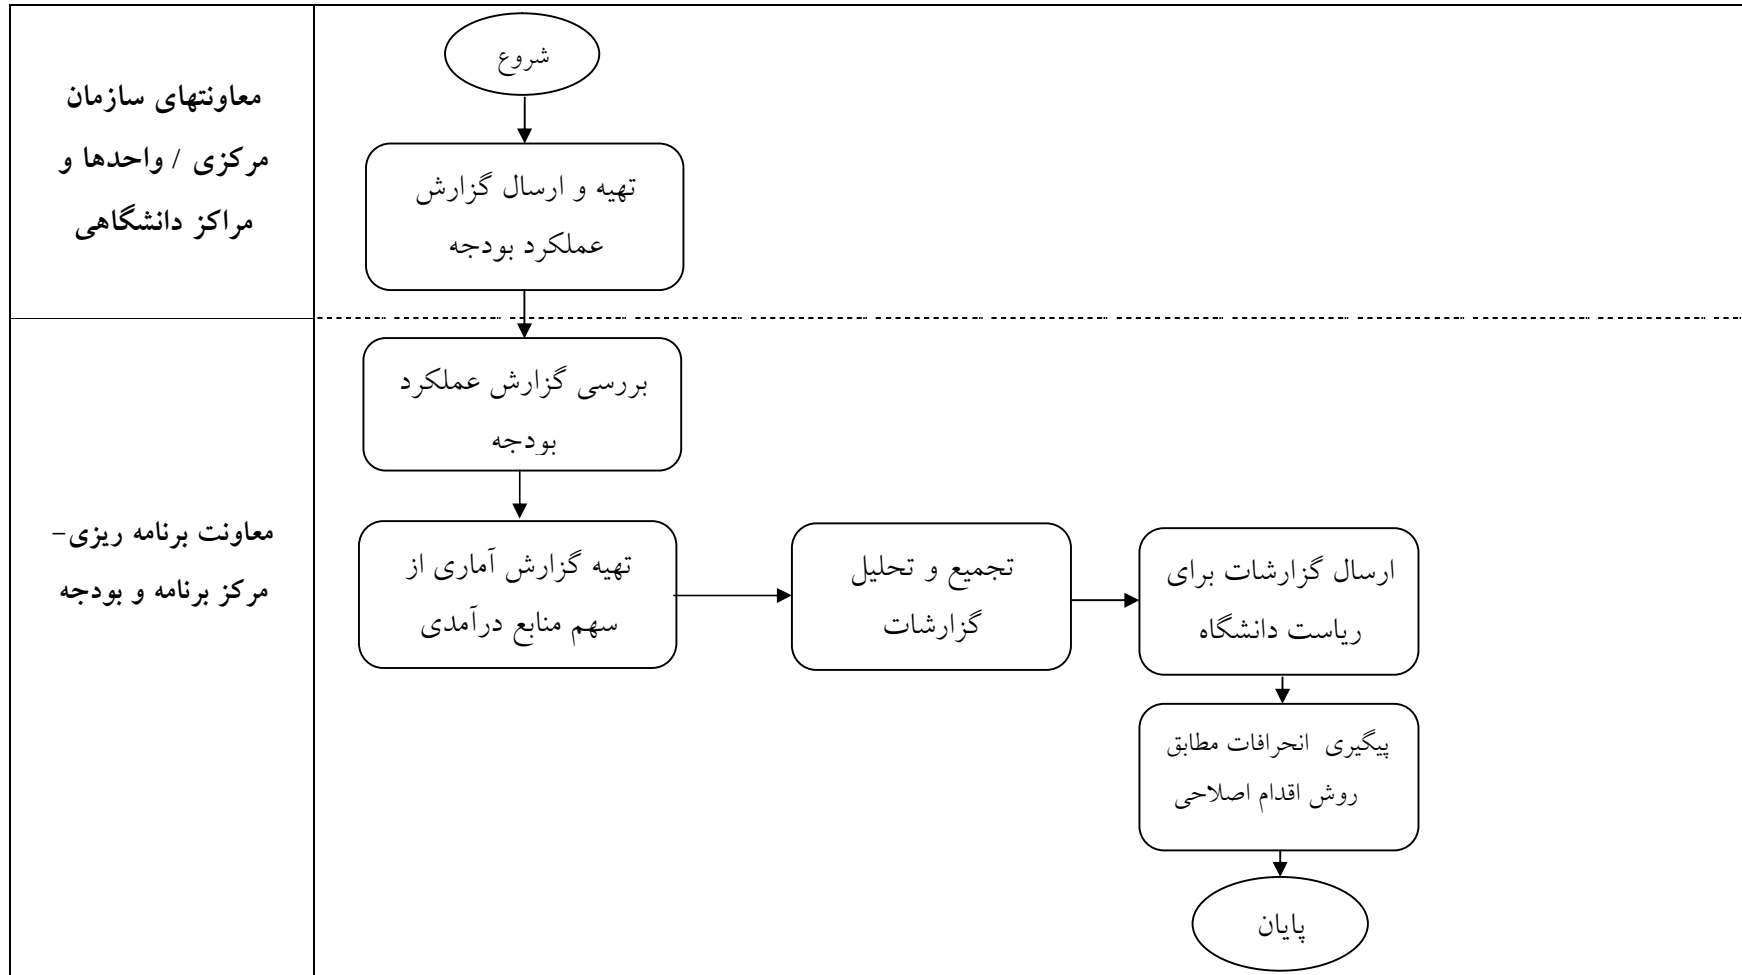 معاونتهای سازمان
مرکزی / واحدها و
مراکز دانشگاهی
شروع
تهیه و ارسال گزارش
عملکرد بودجه
معاونت برنامه ریزی–
مرکز برنامه و بودجه
بررسی گزارش عملکرد
بودجه
تهیه گزارش آماری از
سهم منابع درآمدی
تجمیع و تحلیل
گزارشات
ارسال گزارشات برای
ریاست دانشگاه
پیگیری انحرافات مطابق
روش اقدام اصلاحی
پایان